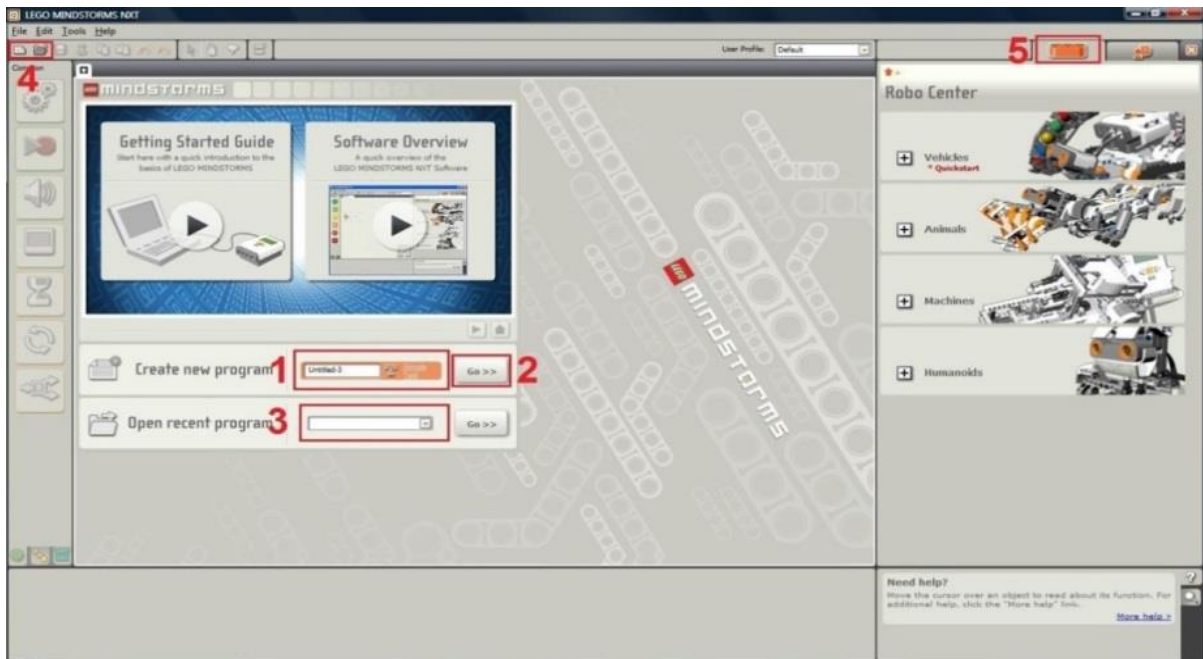 LEGO MINDSTORMS NXT
File Edit Tools Help
User Profile: Default
5
4
Common
mindstorms
Getting Started Guide
Start here with a quick introduction to the
basics of LEGO MINDSTORMS
Software Overview
A quick overview of the
LEGO MINDSTORMS NXT Software
Create new program
1
Untitled-3
Go >>
2
Open recent program
3
Go >>
LEGO mindstorms
Robo Center
Vehicles
* Quickstart
Animals
Machines
Humanoids
Need help?
Move the cursor over an object to read about its function. For
additional help, click the "More help" link.
More help >
?